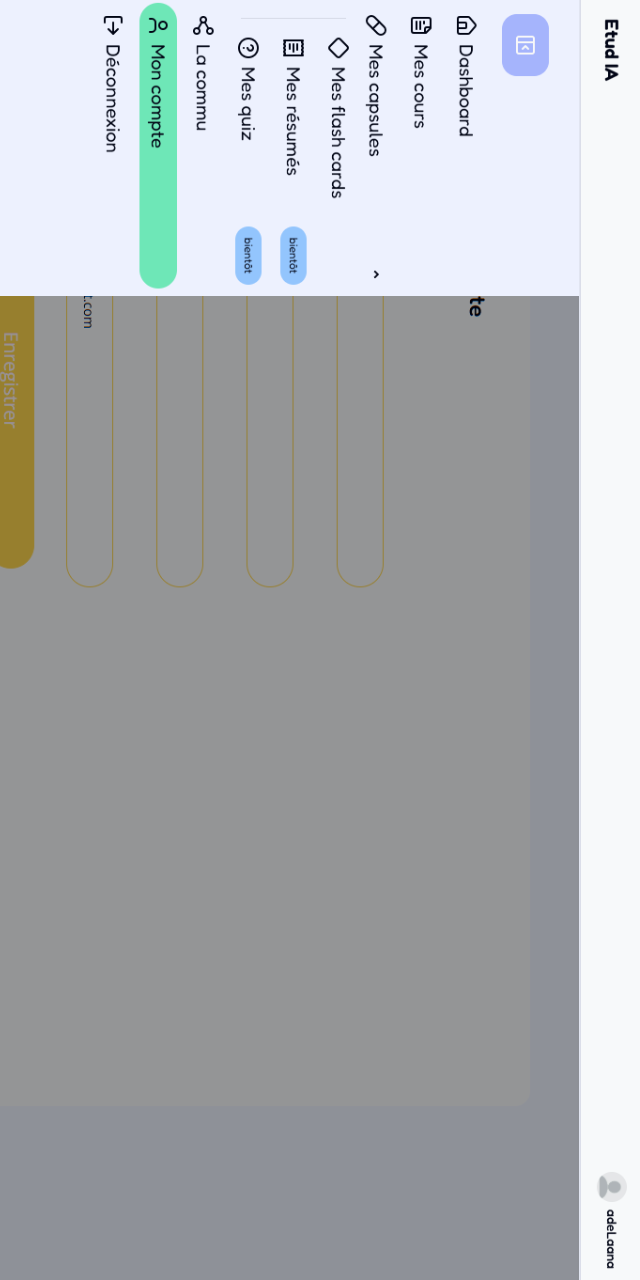 Etud IA
adeLaana
Dashboard
Mes cours
Mes capsules
Mes flash cards
Mes résumés
bientôt
Mes quiz
bientôt
La commu
Mon compte
Déconnexion
te
t.com
Enregistrer